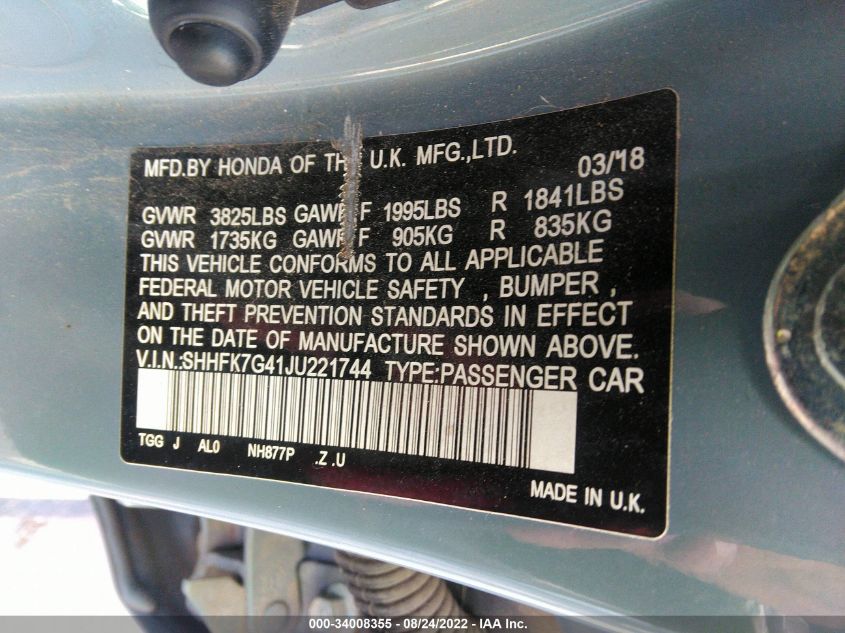 MFD.BY HONDA OF THE U.K. MFG.,LTD. 03/'18
GVWR 3825LBS GAWR F 1995LBS R 1841LBS
GVWR 1735KG GAWR F 905KG R 835KG
THIS VEHICLE CONFORMS TO ALL APPLICABLE
FEDERAL MOTOR VEHICLE SAFETY , BUMPER ,
AND THEFT PREVENTION STANDARDS IN EFFECT
ON THE DATE OF MANUFACTURE SHOWN ABOVE.
V.I.N.:SHHFK7G41JU221744 TYPE:PASSENGER CAR
TGG J AL0 NH877P .Z .U
MADE IN U.K.
000-34008355 - 08/24/2022 - IAAI.COM